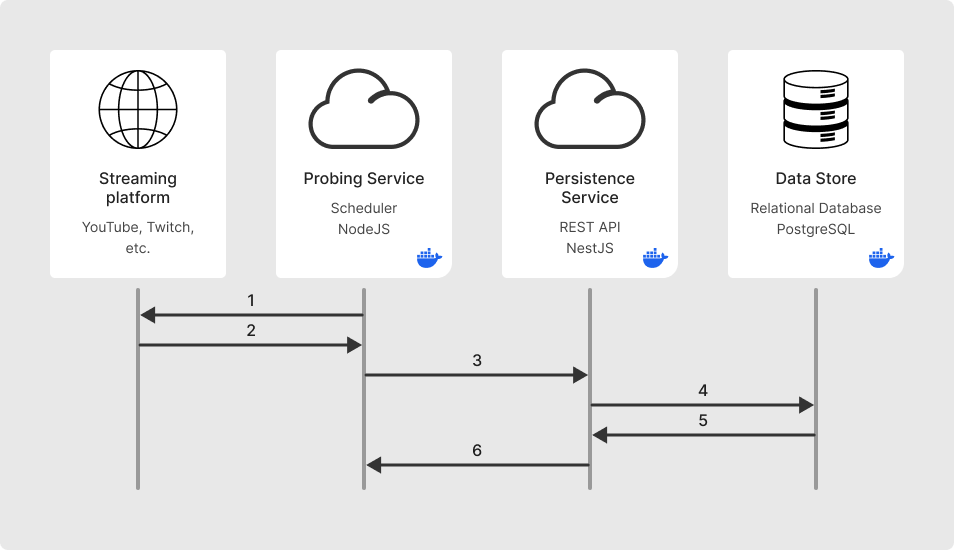 Streaming
platform
YouTube, Twitch,
etc.
Probing Service
Scheduler
NodeJS
Persistence
Service
REST API
NestJS
Data Store
Relational Database
PostgreSQL
1
2
3
4
5
6